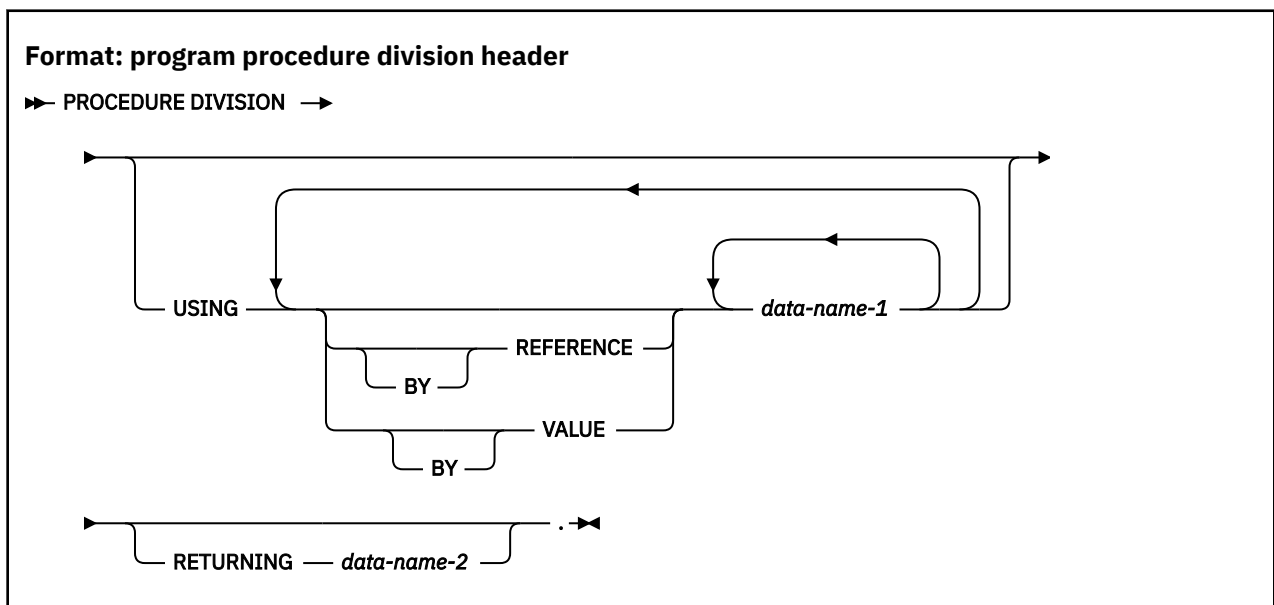 Format: program procedure division header
PROCEDURE DIVISION
USING data-name-1
REFERENCE
BY
VALUE
BY
.
RETURNING data-name-2